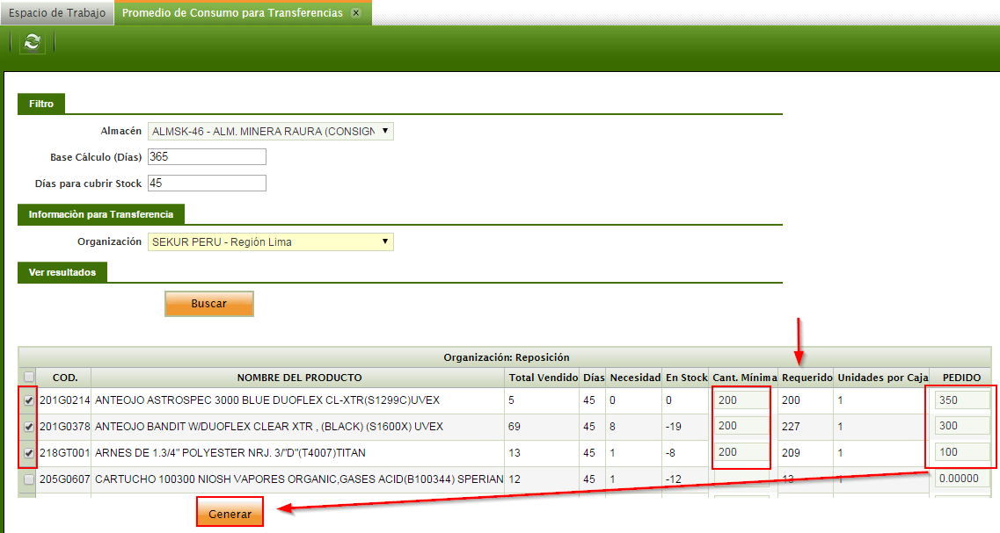 Espacio de Trabajo Promedio de Consumo para Transferencias
Filtro
Almacén ALMSK-46 - ALM. MINERA RAURA (CONSIGN
Base Cálculo (Días) 365
Días para cubrir Stock 45
Informaciòn para Transferencia
Organización SEKUR PERU - Región Lima
Ver resultados
Buscar
Organización: Reposición
COD. NOMBRE DEL PRODUCTO Total Vendido Días Necesidad En Stock Cant. Mínima Requerido Unidades por Caja PEDIDO
201G0214 ANTEOJO ASTROSPEC 3000 BLUE DUOFLEX CL-XTR(S1299C)UVEX 5 45 0 0 200 200 1 350
201G0378 ANTEOJO BANDIT W/DUOFLEX CLEAR XTR , (BLACK) (S1600X) UVEX 69 45 8 -19 200 227 1 300
218GT001 ARNES DE 1.3/4" POLYESTER NRJ. 3/"D"(T4007)TITAN 13 45 1 -8 200 209 1 100
205G0607 CARTUCHO 100300 NIOSH VAPORES ORGANIC,GASES ACID(B100344) SPERIAN 12 45 1 -12 13 1 0.00000
Generar